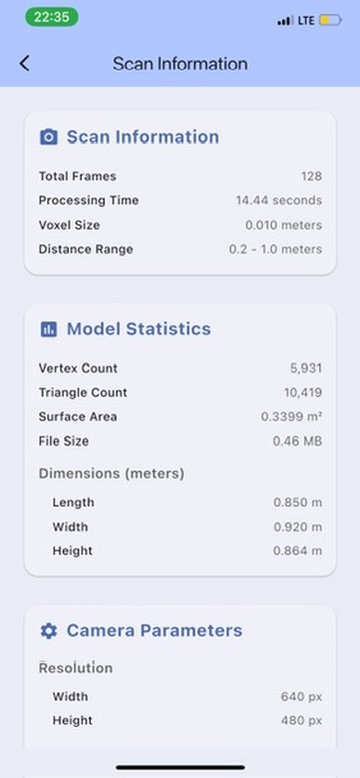 22:35
LTE
Scan Information
Scan Information
Total Frames 128
Processing Time 14.44 seconds
Voxel Size 0.010 meters
Distance Range 0.2 - 1.0 meters
Model Statistics
Vertex Count 5,931
Triangle Count 10,419
Surface Area 0.3399 m²
File Size 0.46 MB
Dimensions (meters)
Length 0.850 m
Width 0.920 m
Height 0.864 m
Camera Parameters
Resolution
Width 640 px
Height 480 px